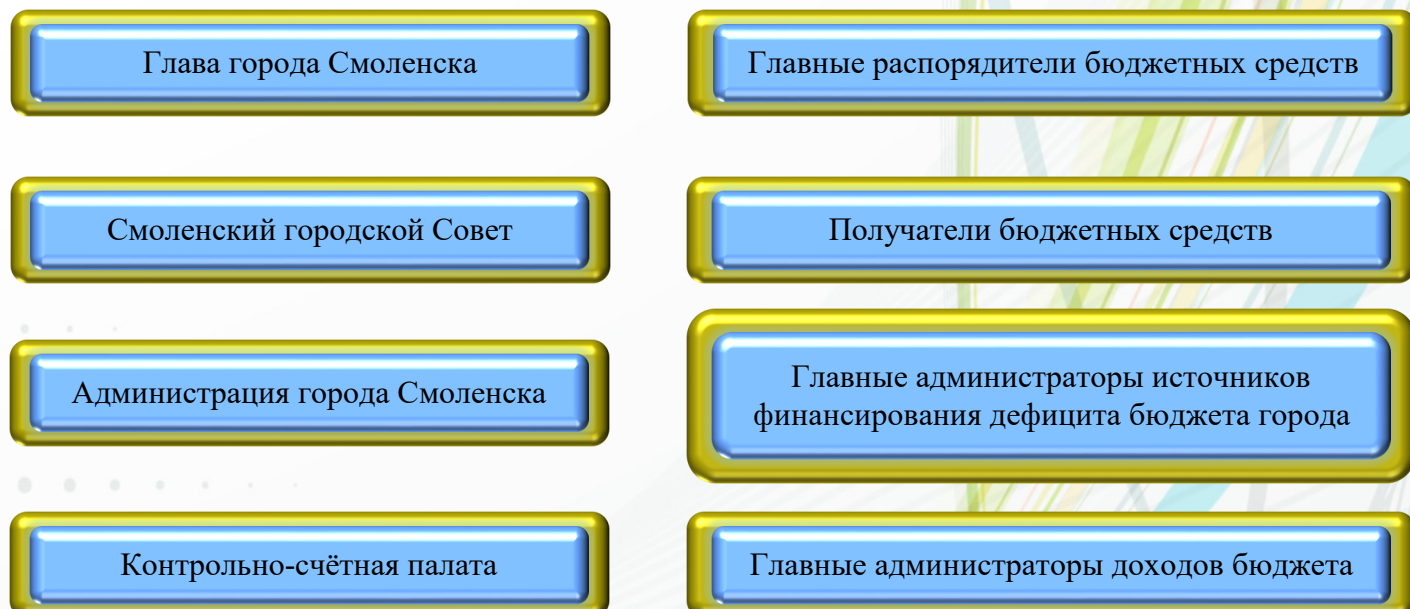 Глава города Смоленска
Главные распорядители бюджетных средств
Смоленский городской Совет
Получатели бюджетных средств
Администрация города Смоленска
Главные администраторы источников
финансирования дефицита бюджета города
Контрольно-счётная палата
Главные администраторы доходов бюджета